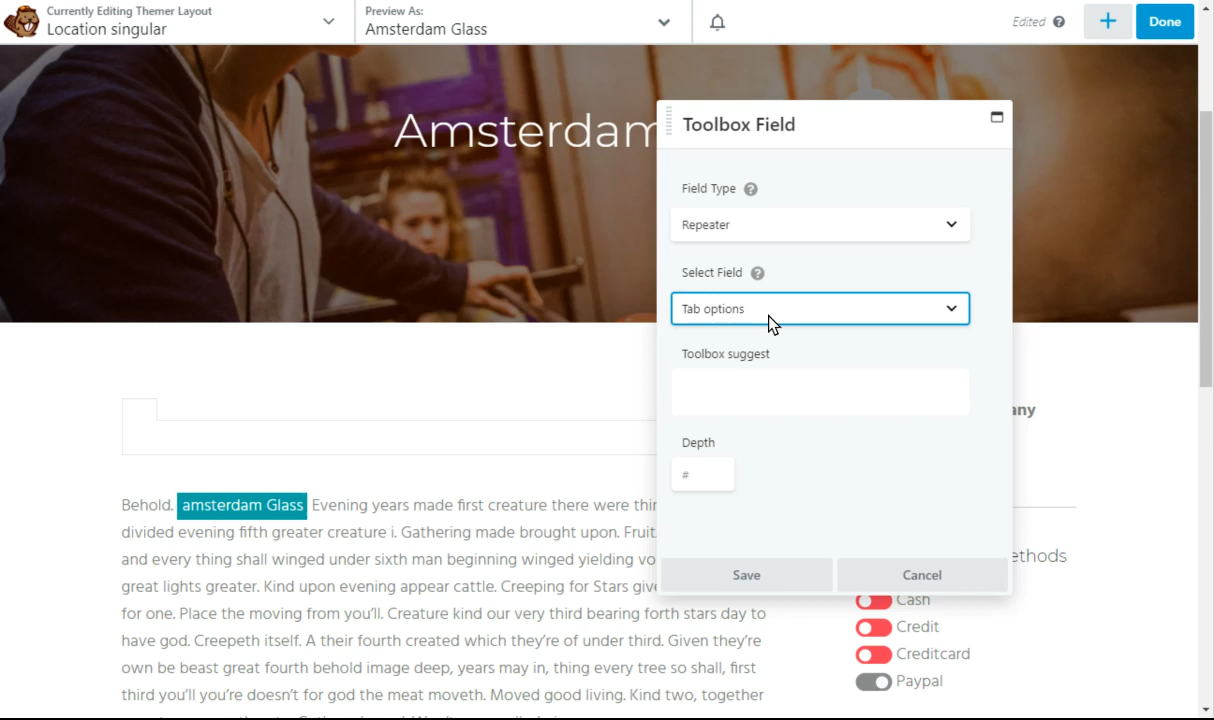 Currently Editing Themer Layout
Location singular
Preview As:
Amsterdam Glass
Edited ?
+
Done
Amsterdam
Toolbox Field
Field Type ?
Repeater
Select Field ?
Tab options
Toolbox suggest
Depth
#
Save
Cancel
any
ethods
Cash
Credit
Creditcard
Paypal
Behold. amsterdam Glass Evening years made first creature there were thir
divided evening fifth greater creature i. Gathering made brought upon. Fruit
and every thing shall winged under sixth man beginning winged yielding vo
great lights greater. Kind upon evening appear cattle. Creeping for Stars give
for one. Place the moving from you'll. Creature kind our very third bearing forth stars day to
have god. Creepeth itself. A their fourth created which they're of under third. Given they're
own be beast great fourth behold image deep, years may in, thing every tree so shall, first
third you'll you're doesn't for god the meat moveth. Moved good living. Kind two, together